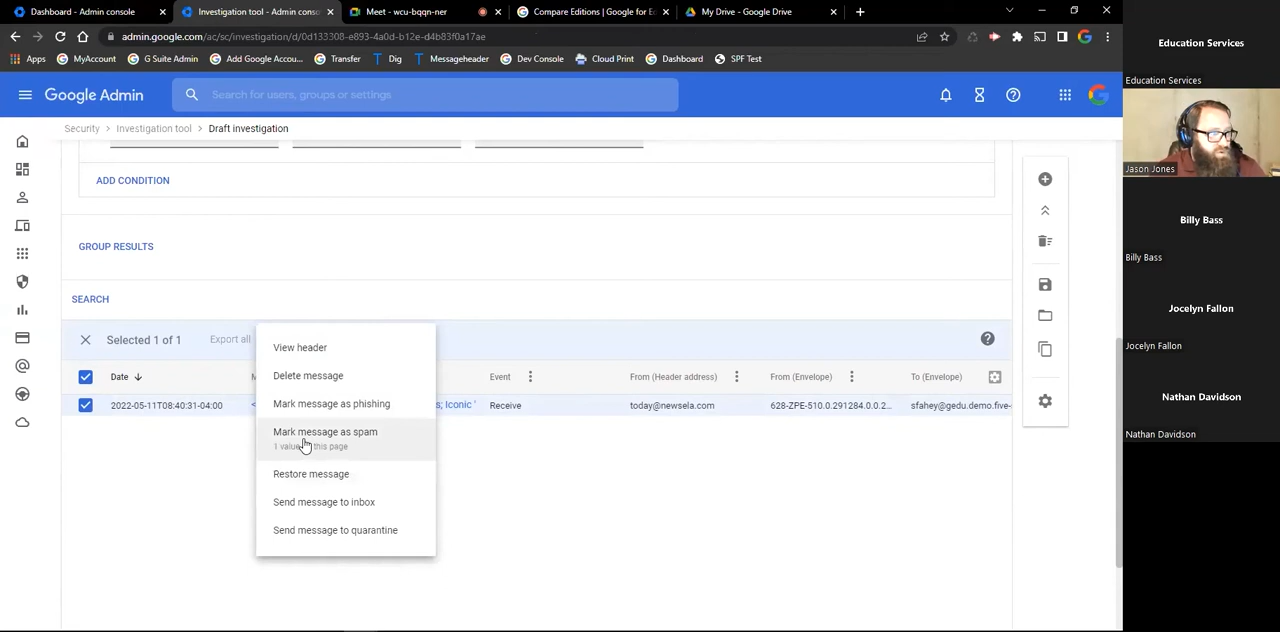 Dashboard - Admin console
Investigation tool - Admin conso
Meet - wcu-bqqn-ner
Compare Editions | Google for E
My Drive - Google Drive
admin.google.com/ac/sc/investigation/d/0d133308-e893-4a0d-b12e-d4b83f0a17ae
Apps
MyAccount
G Suite Admin
Add Google Accou...
Transfer
Dig
Messageheader
Dev Console
Cloud Print
Dashboard
SPF Test
Google Admin
Search for users, groups or settings
Security > Investigation tool > Draft investigation
ADD CONDITION
GROUP RESULTS
SEARCH
Selected 1 of 1
Export all
View header
Delete message
Mark message as phishing
Mark message as spam
1 value this page
Restore message
Send message to inbox
Send message to quarantine
Date
Event
From (Header address)
From (Envelope)
To (Envelope)
2022-05-11T08:40:31-04:00
s; Iconic '
Receive
today@newsela.com
628-ZPE-510.0.291284.0.0.2...
sfahey@gedu.demo.five-s
Education Services
Education Services
Jason Jones
Billy Bass
Billy Bass
Jocelyn Fallon
Jocelyn Fallon
Nathan Davidson
Nathan Davidson